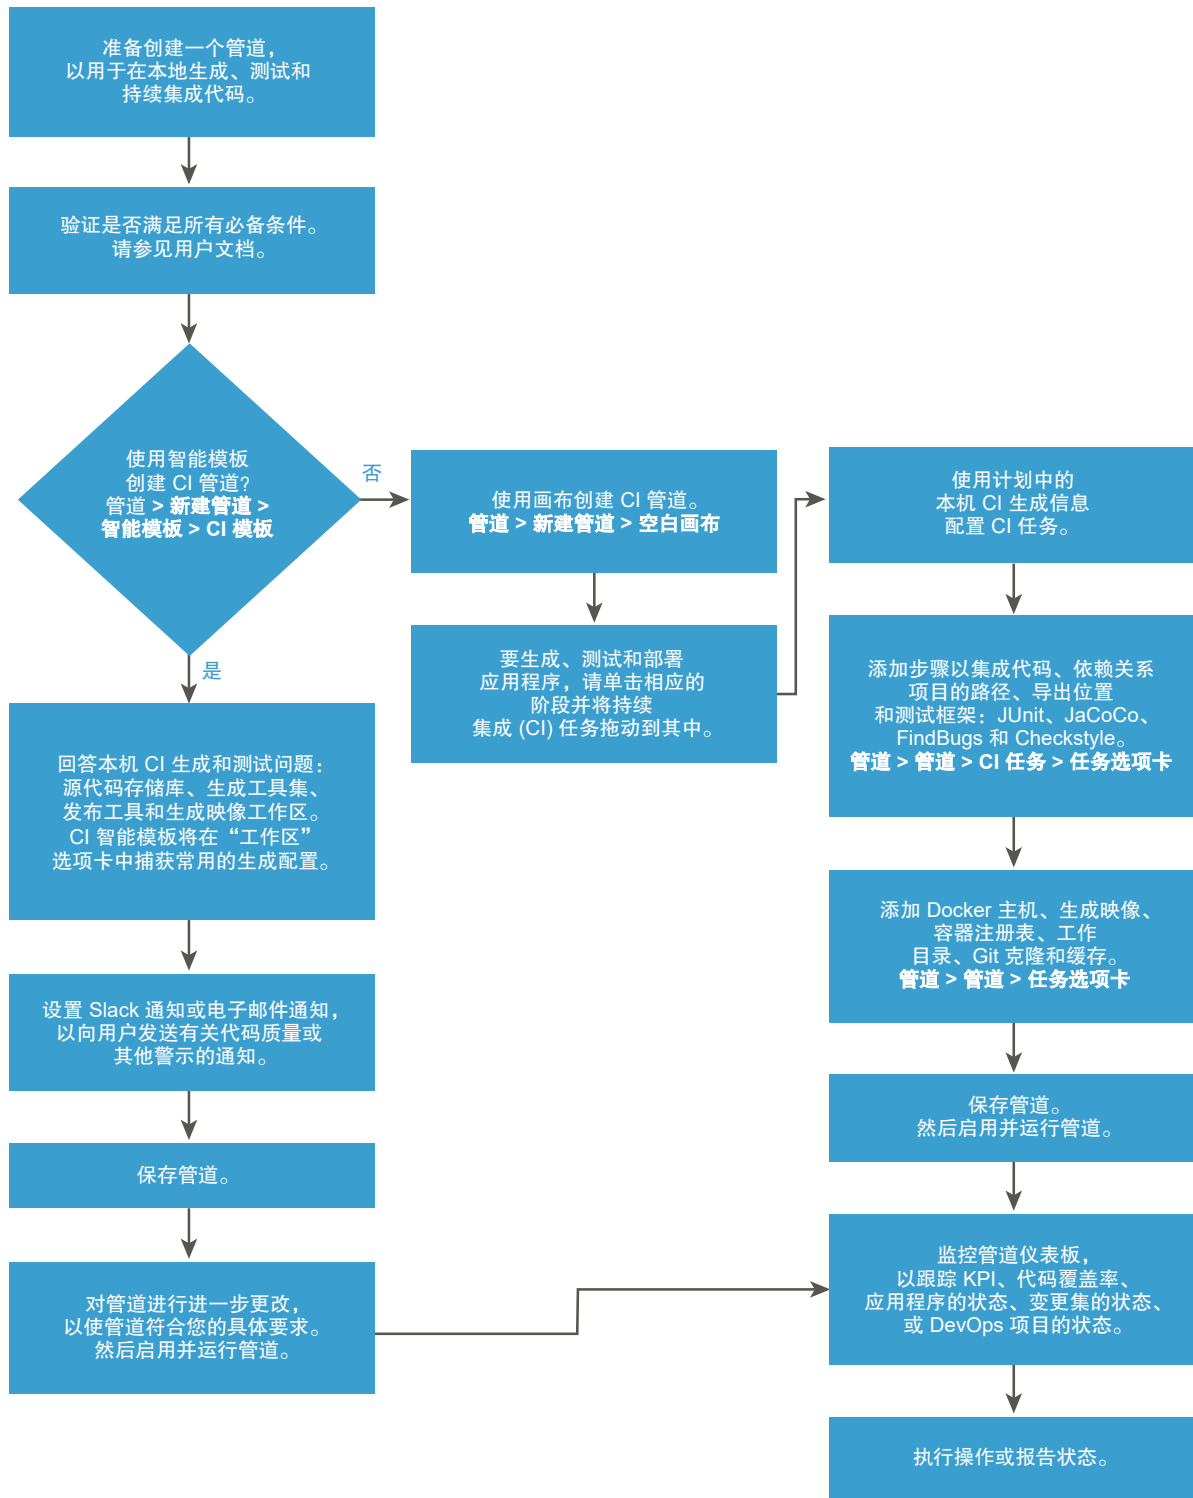 准备创建一个管道，
以用于在本地生成、测试和
持续集成代码。
验证是否满足所有必备条件。
请参见用户文档。
使用智能模板
创建 CI 管道？
管道 > 新建管道 >
智能模板 > CI 模板
否
是
使用画布创建 CI 管道。
管道 > 新建管道 > 空白画布
要生成、测试和部署
应用程序，请单击相应的
阶段并将持续
集成 (CI) 任务拖动到其中。
回答本机 CI 生成和测试问题：
源代码存储库、生成工具集、
发布工具和生成映像工作区。
CI 智能模板将在“工作区”
选项卡中捕获常用的生成配置。
设置 Slack 通知或电子邮件通知，
以向用户发送有关代码质量或
其他警示的通知。
保存管道。
对管道进行进一步更改，
以使管道符合您的具体要求。
然后启用并运行管道。
使用计划中的
本机 CI 生成信息
配置 CI 任务。
添加步骤以集成代码、依赖关系
项目的路径、导出位置
和测试框架：JUnit、JaCoCo、
FindBugs 和 Checkstyle。
管道 > 管道 > CI 任务 > 任务选项卡
添加 Docker 主机、生成映像、
容器注册表、工作
目录、Git 克隆和缓存。
管道 > 管道 > 任务选项卡
保存管道。
然后启用并运行管道。
监控管道仪表板，
以跟踪 KPI、代码覆盖率、
应用程序的状态、变更集的状态、
或 DevOps 项目的状态。
执行操作或报告状态。